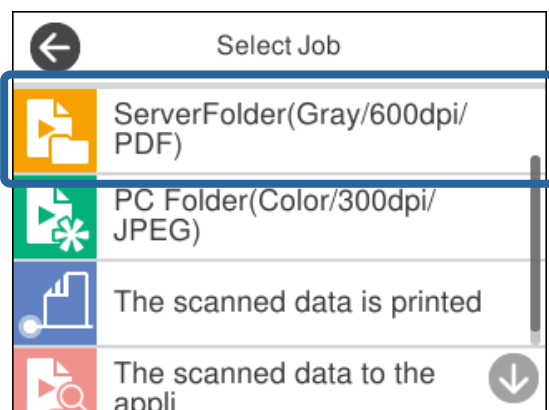 Select Job
ServerFolder(Gray/600dpi/
PDF)
PC Folder(Color/300dpi/
JPEG)
The scanned data is printed
The scanned data to the
appli